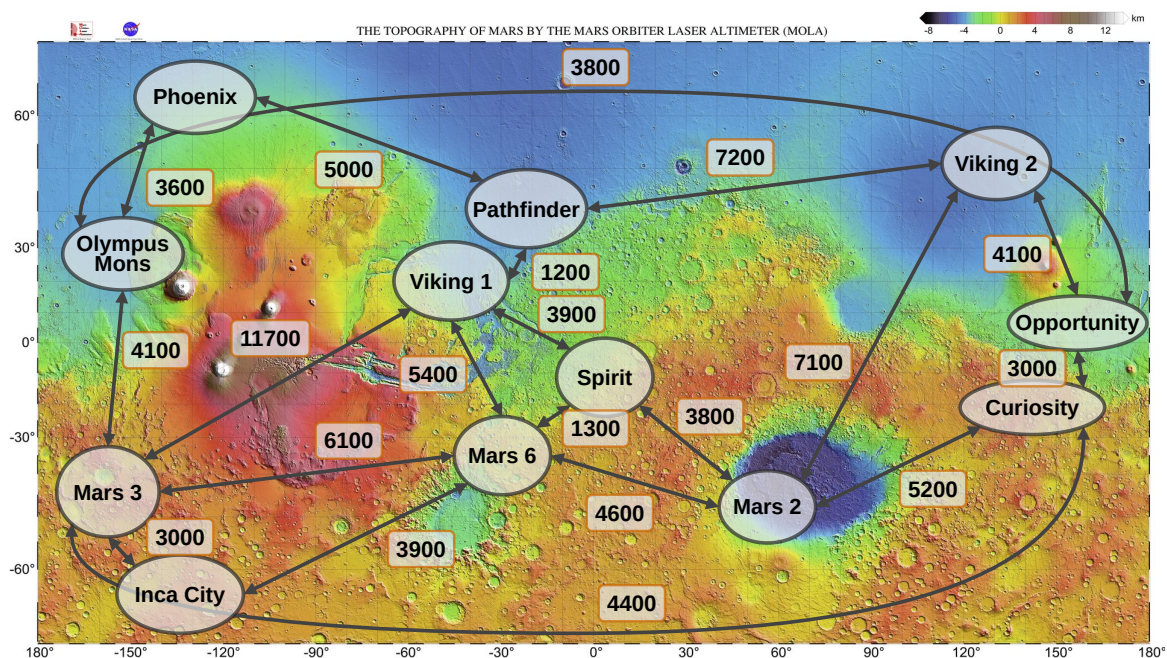 NASA
THE TOPOGRAPHY OF MARS BY THE MARS ORBITER LASER ALTIMETER (MOLA)
km
-8 -4 0 4 8 12
3800
Phoenix
60°
7200
Viking 2
5000
3600
Pathfinder
30°
Olympus
Mons
4100
1200
Viking 1
3900
Opportunity
11700
0°
4100
7100
3000
5400
Spirit
Curiosity
3800
1300
-30°
6100
Mars 6
Mars 3
5200
Mars 2
4600
3000
3900
-60°
Inca City
4400
-180° -150° -120° -90° -60° -30° 0° 30° 60° 90° 120° 150° 180°